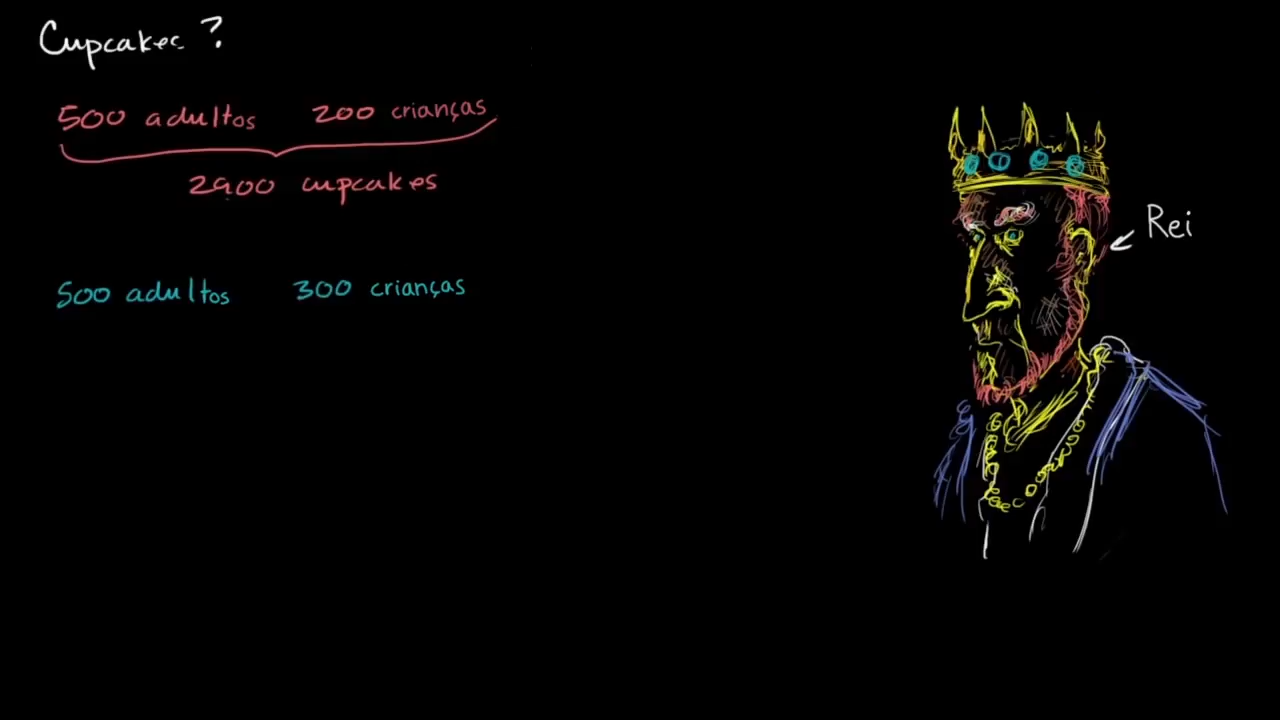 Cupcakes ?
500 adultos 200 crianças
2900 cupcakes
Rei
500 adultos 300 crianças